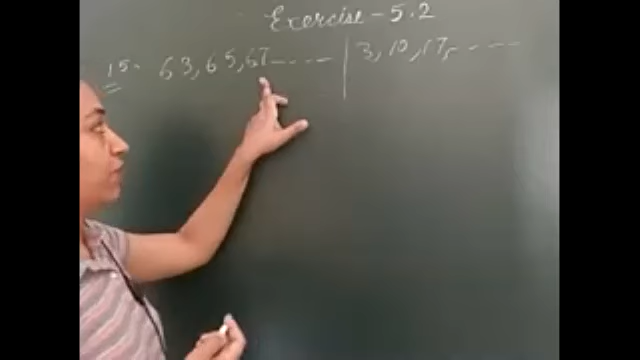 Exercise - 5.2
15. 63, 65, 67 - - - - | 3, 10, 17, - - - -